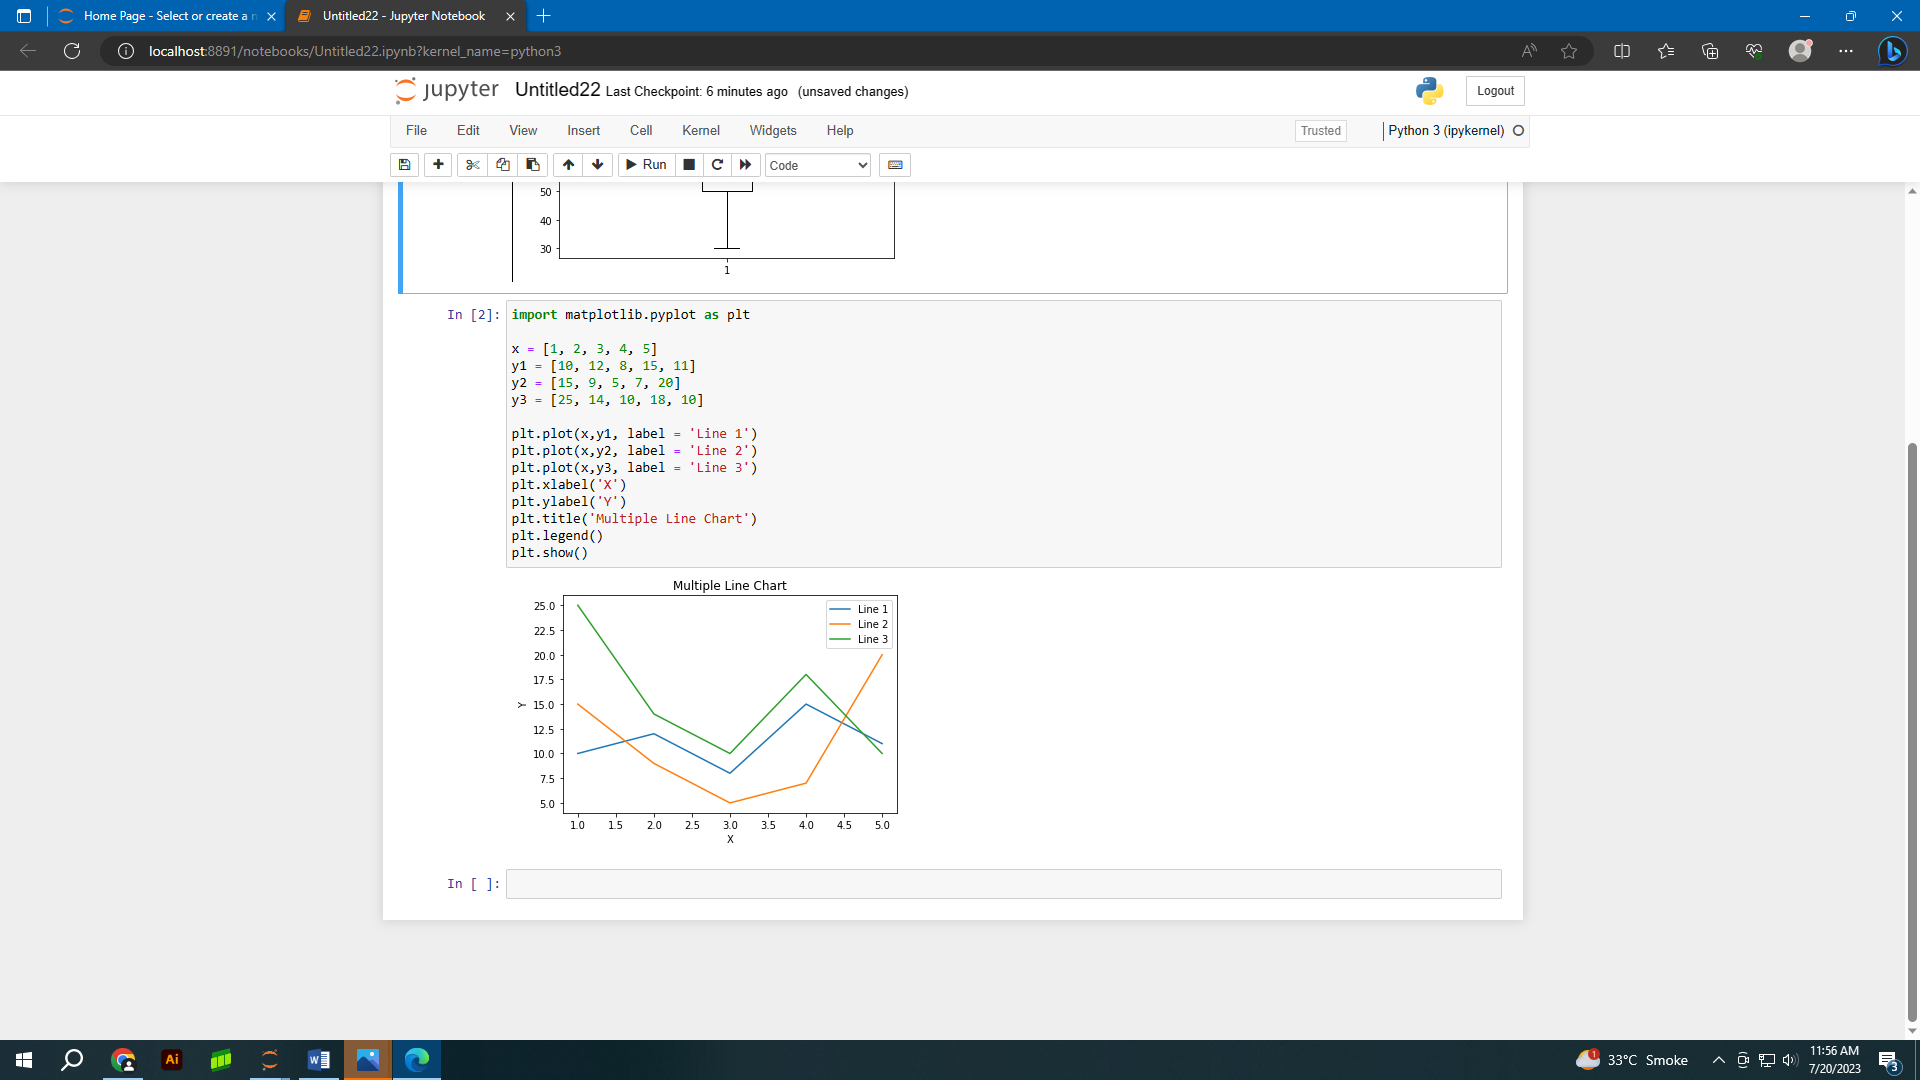 Home Page - Select or create a n
Untitled22 - Jupyter Notebook
localhost:8891/notebooks/Untitled22.ipynb?kernel_name=python3
jupyter Untitled22 Last Checkpoint: 6 minutes ago (unsaved changes)
Logout
File Edit View Insert Cell Kernel Widgets Help
Trusted
Python 3 (ipykernel)
Run
Code
50
40
30
1
In [2]:
import matplotlib.pyplot as plt
x = [1, 2, 3, 4, 5]
y1 = [10, 12, 8, 15, 11]
y2 = [15, 9, 5, 7, 20]
y3 = [25, 14, 10, 18, 10]
plt.plot(x,y1, label = 'Line 1')
plt.plot(x,y2, label = 'Line 2')
plt.plot(x,y3, label = 'Line 3')
plt.xlabel('X')
plt.ylabel('Y')
plt.title('Multiple Line Chart')
plt.legend()
plt.show()
Multiple Line Chart
Line 1
Line 2
Line 3
25.0
22.5
20.0
17.5
15.0
12.5
10.0
7.5
5.0
Y
1.0 1.5 2.0 2.5 3.0 3.5 4.0 4.5 5.0
X
In [ ]:
Ai
W
1
33°C Smoke
11:56 AM
7/20/2023
3